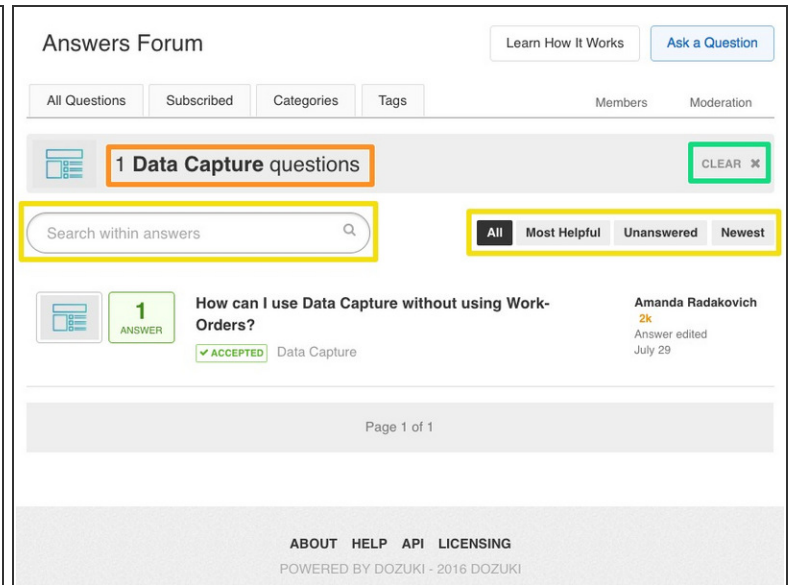 Answers Forum
Learn How It Works
Ask a Question
All Questions
Subscribed
Categories
Tags
Members
Moderation
1 Data Capture questions
CLEAR ✖
Search within answers
All
Most Helpful
Unanswered
Newest
1
ANSWER
How can I use Data Capture without using Work-
Orders?
✔ ACCEPTED
Data Capture
Amanda Radakovich
2k
Answer edited
July 29
Page 1 of 1
ABOUT HELP API LICENSING
POWERED BY DOZUKI - 2016 DOZUKI